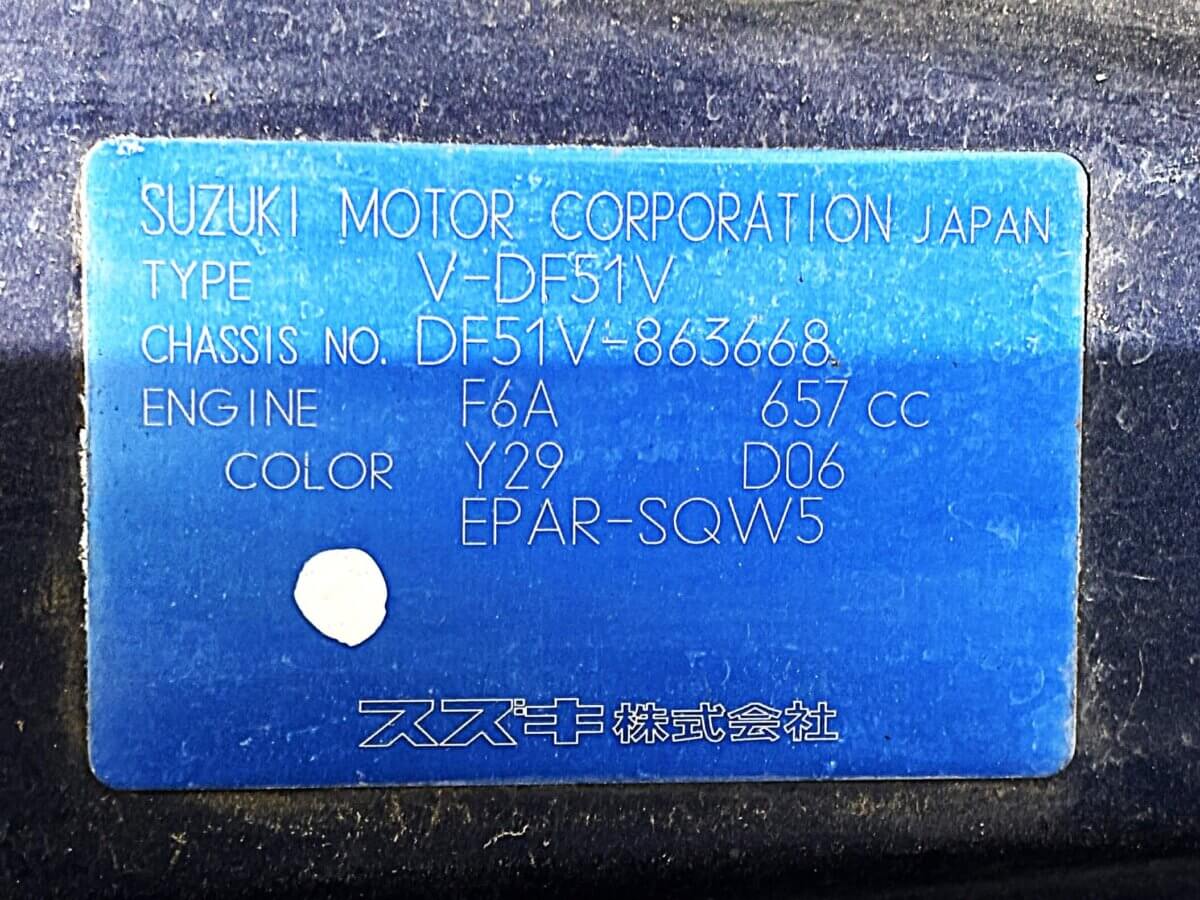 SUZUKI MOTOR CORPORATION JAPAN
TYPE V-DF51V
CHASSIS NO. DF51V-863668
ENGINE F6A 657 CC
COLOR Y29 D06
EPAR-SQW5
スズキ株式会社